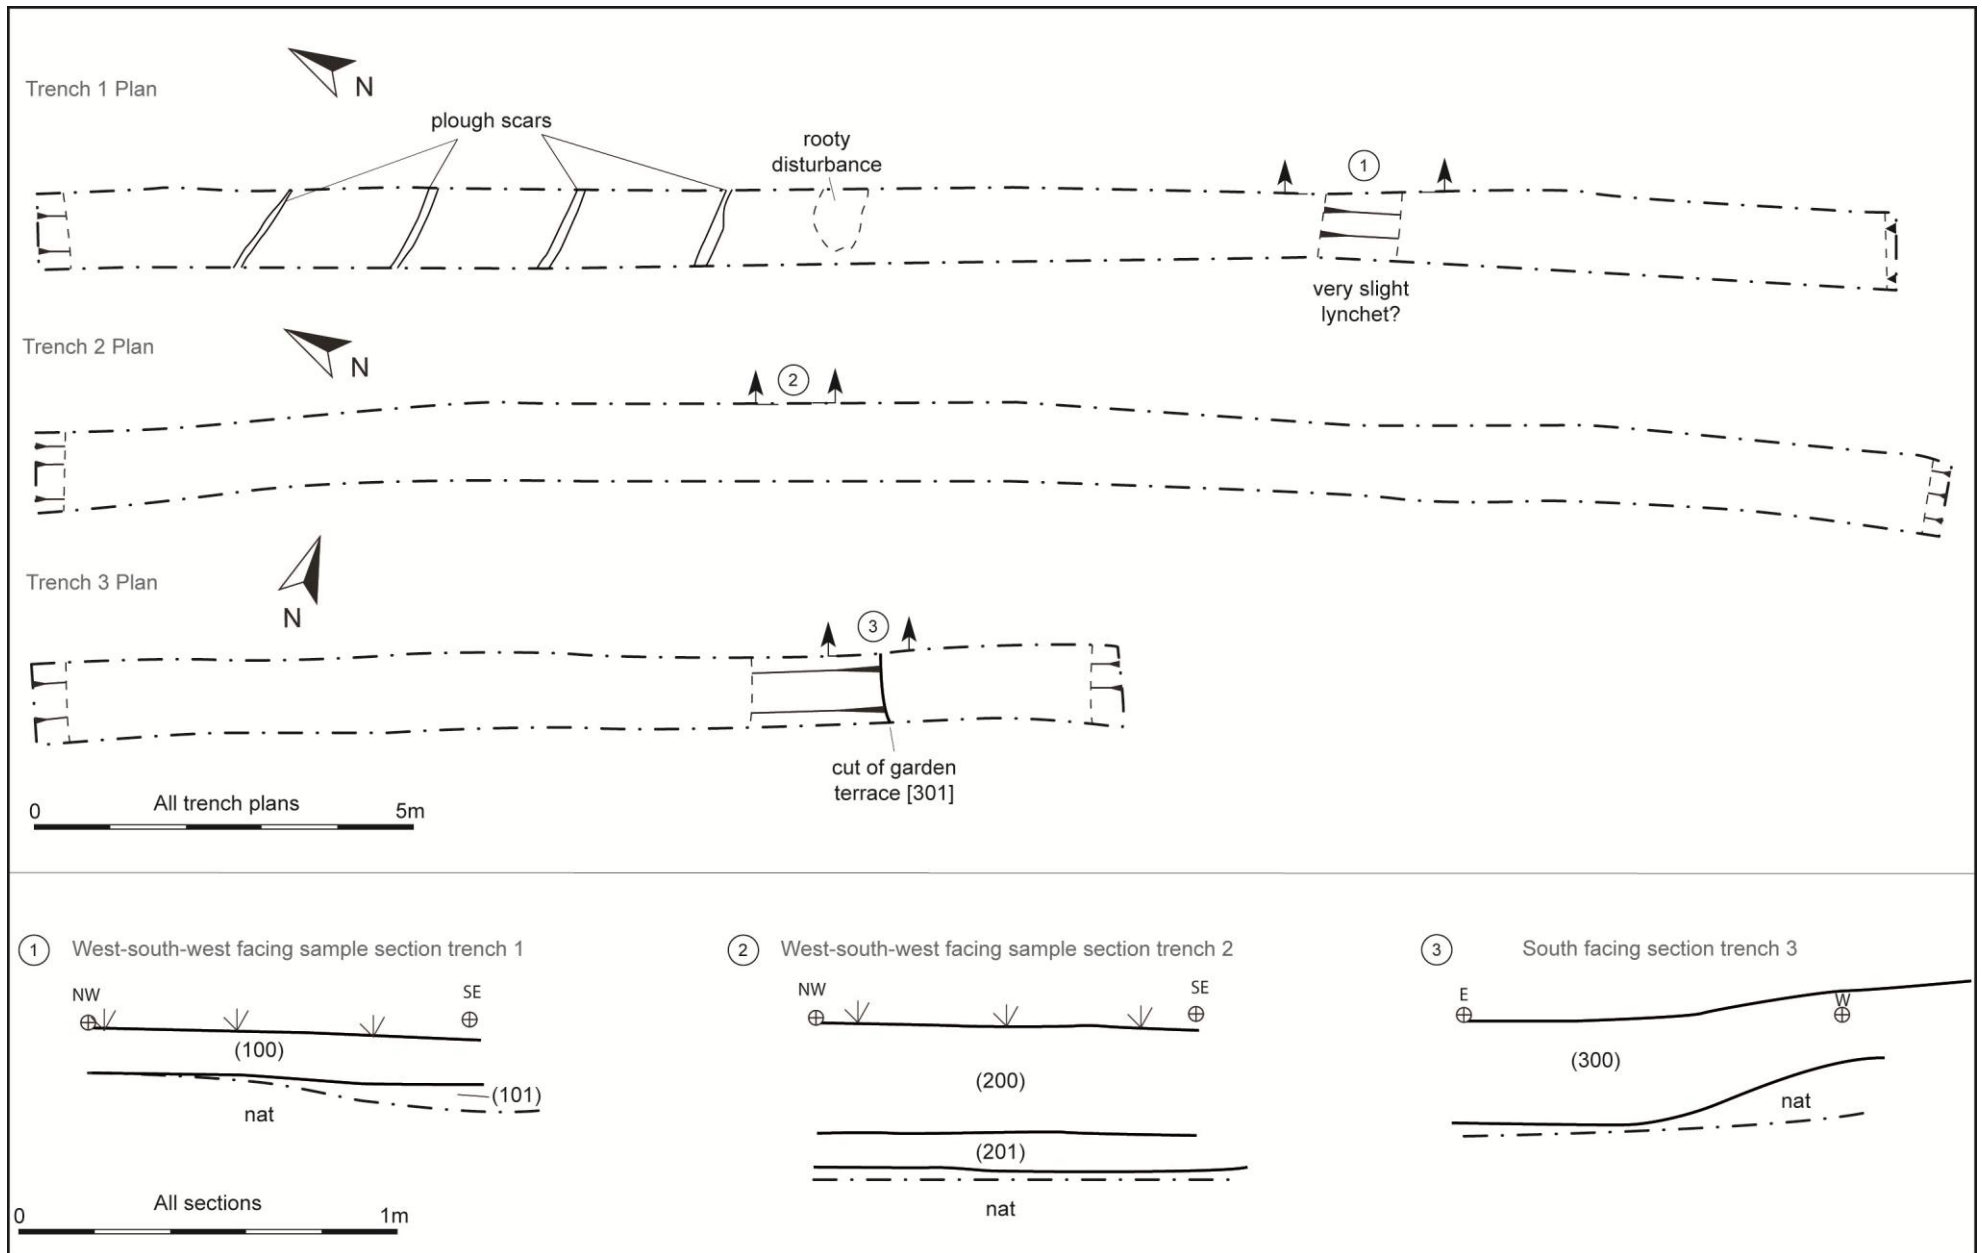 Trench 1 Plan
N
plough scars
rooty
disturbance
1
very slight
lynchet?
Trench 2 Plan
N
2
Trench 3 Plan
N
3
cut of garden
terrace [301]
0
All trench plans
5m
1
West-south-west facing sample section trench 1
NW
SE
(100)
(101)
nat
0
All sections
1m
2
West-south-west facing sample section trench 2
NW
SE
(200)
(201)
nat
3
South facing section trench 3
E
W
(300)
nat